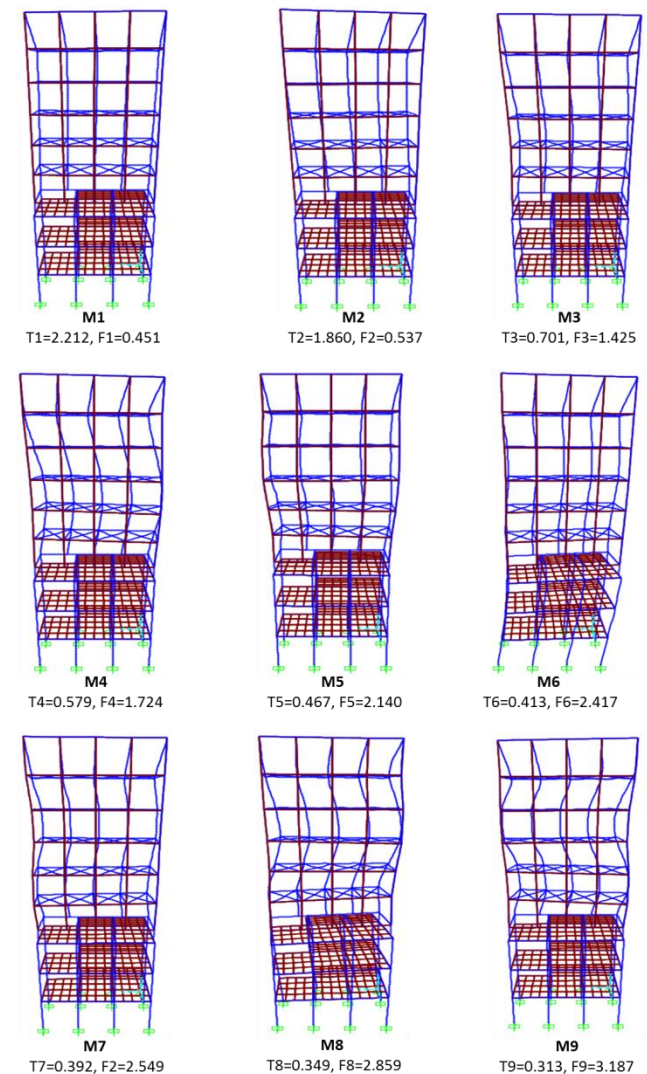 M1
T1=2.212, F1=0.451
M2
T2=1.860, F2=0.537
M3
T3=0.701, F3=1.425
M4
T4=0.579, F4=1.724
M5
T5=0.467, F5=2.140
M6
T6=0.413, F6=2.417
M7
T7=0.392, F2=2.549
M8
T8=0.349, F8=2.859
M9
T9=0.313, F9=3.187